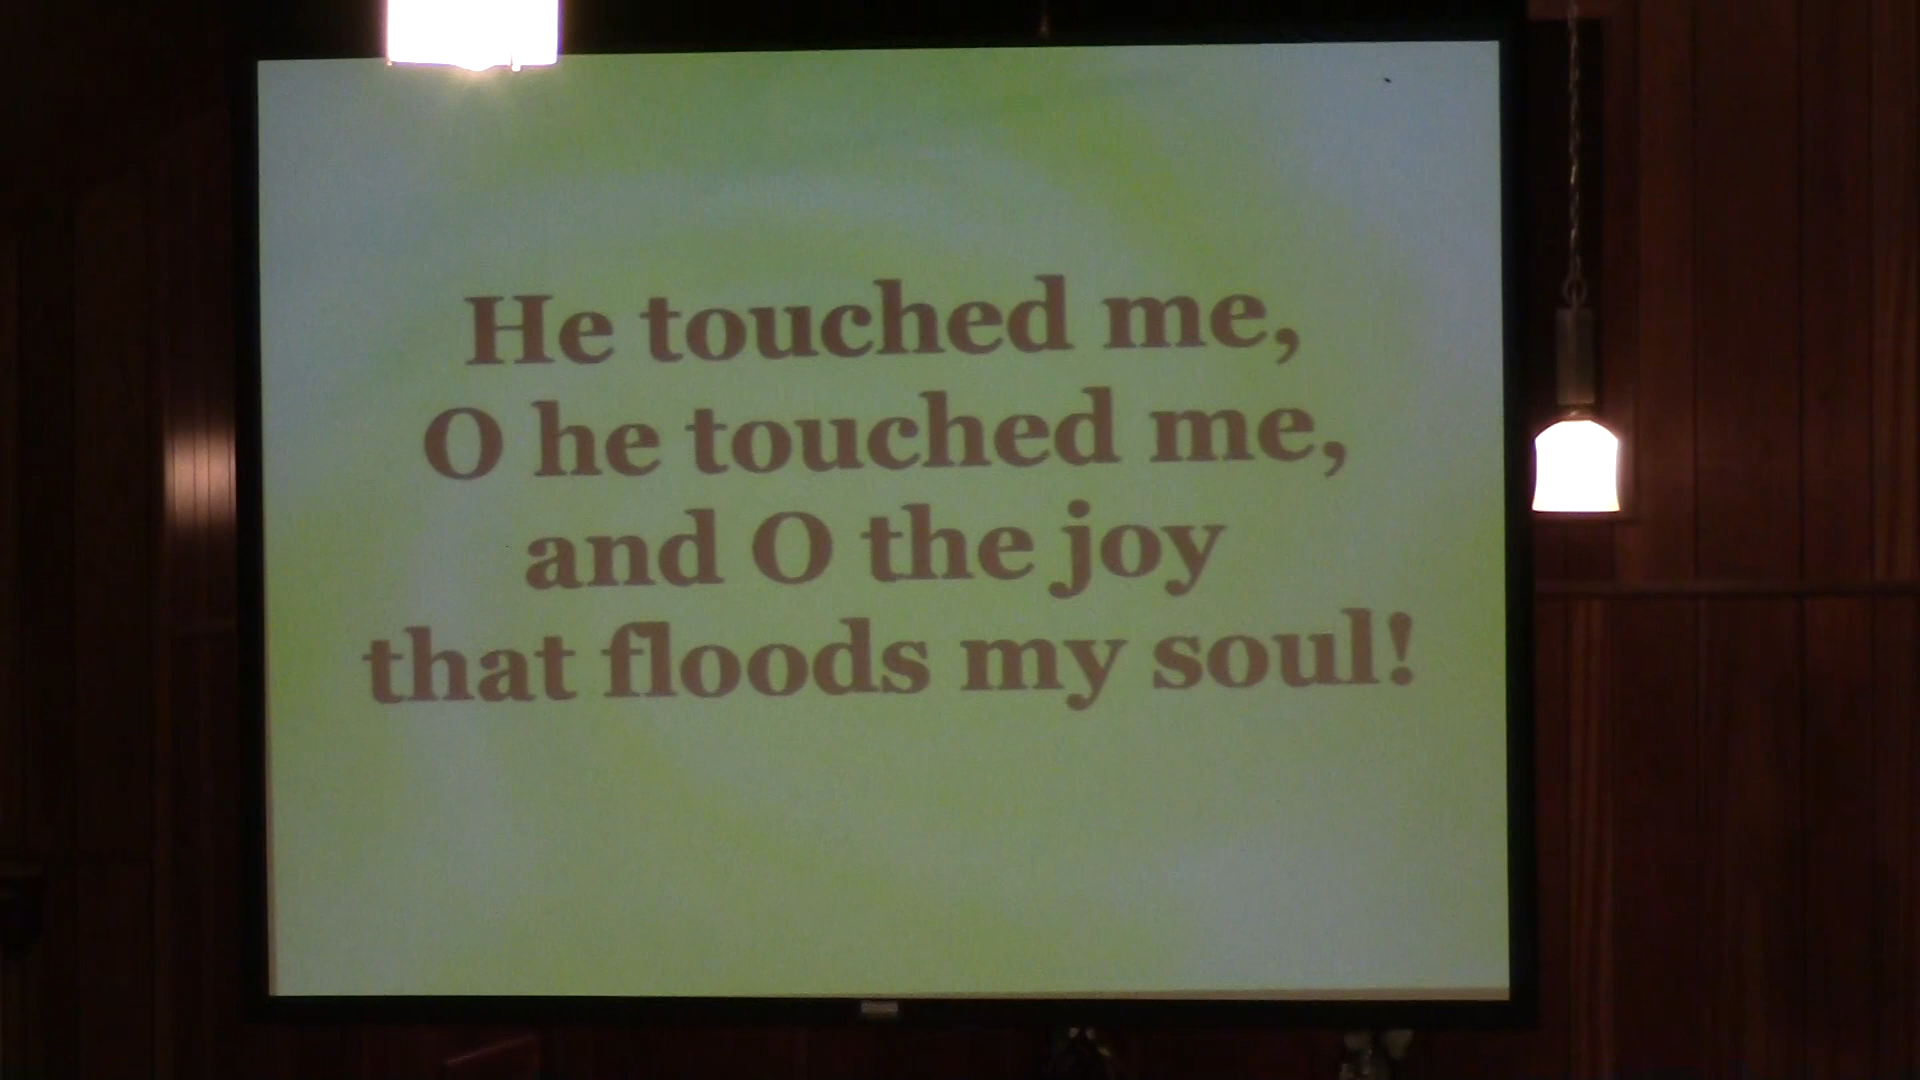 He touched me,
O he touched me,
and O the joy
that floods my soul!